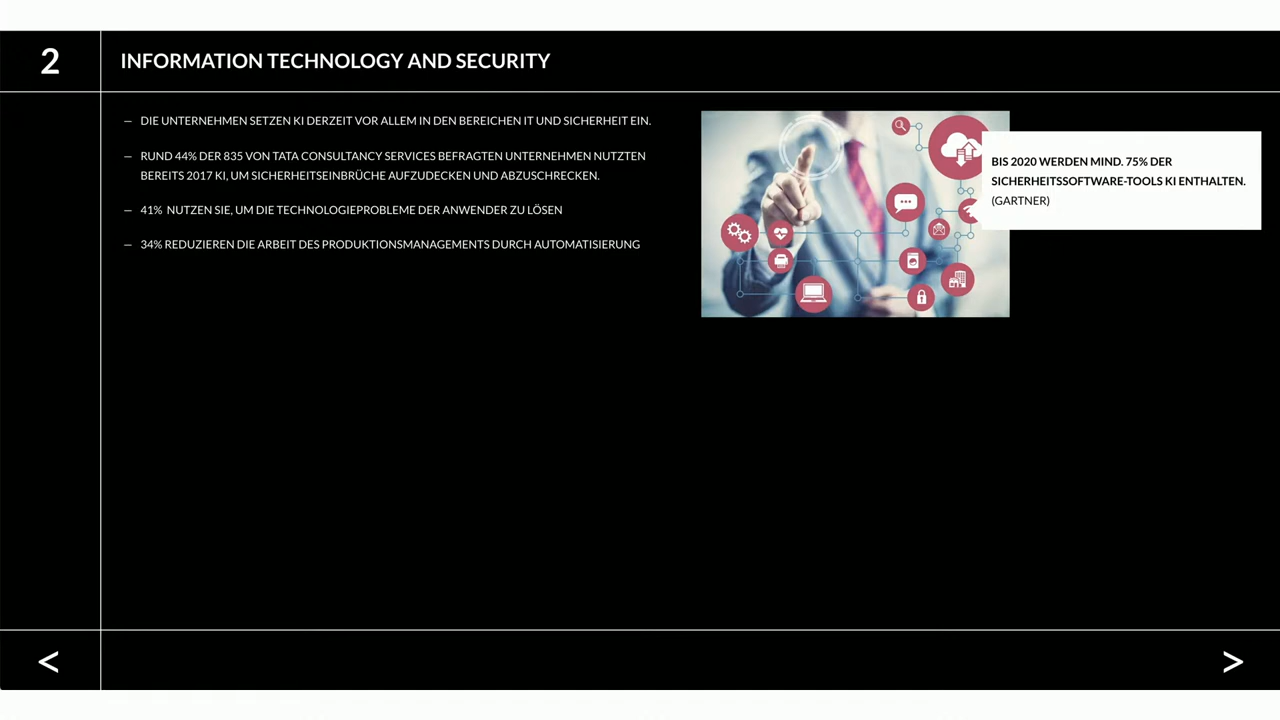 2
INFORMATION TECHNOLOGY AND SECURITY
– DIE UNTERNEHMEN SETZEN KI DERZEIT VOR ALLEM IN DEN BEREICHEN IT UND SICHERHEIT EIN.
– RUND 44% DER 835 VON TATA CONSULTANCY SERVICES BEFRAGTEN UNTERNEHMEN NUTZTEN
BEREITS 2017 KI, UM SICHERHEITSEINBRÜCHE AUFZUDECKEN UND ABZUSCHRECKEN.
– 41% NUTZEN SIE, UM DIE TECHNOLOGIEPROBLEME DER ANWENDER ZU LÖSEN
– 34% REDUZIEREN DIE ARBEIT DES PRODUKTIONSMANAGEMENTS DURCH AUTOMATISIERUNG
BIS 2020 WERDEN MIND. 75% DER
SICHERHEITSSOFTWARE-TOOLS KI ENTHALTEN.
(GARTNER)
< >